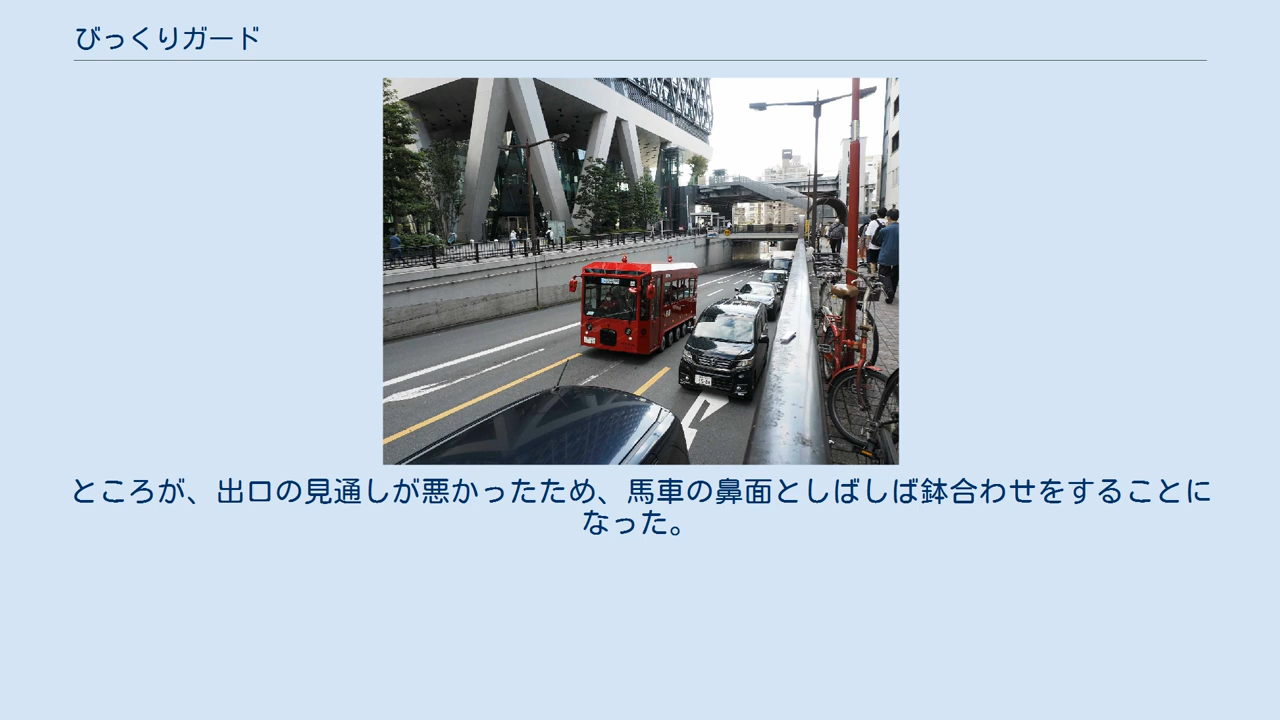 びっくりガード
ところが、出口の見通しが悪かったため、馬車の鼻面としばしば鉢合わせをすることに
なった。